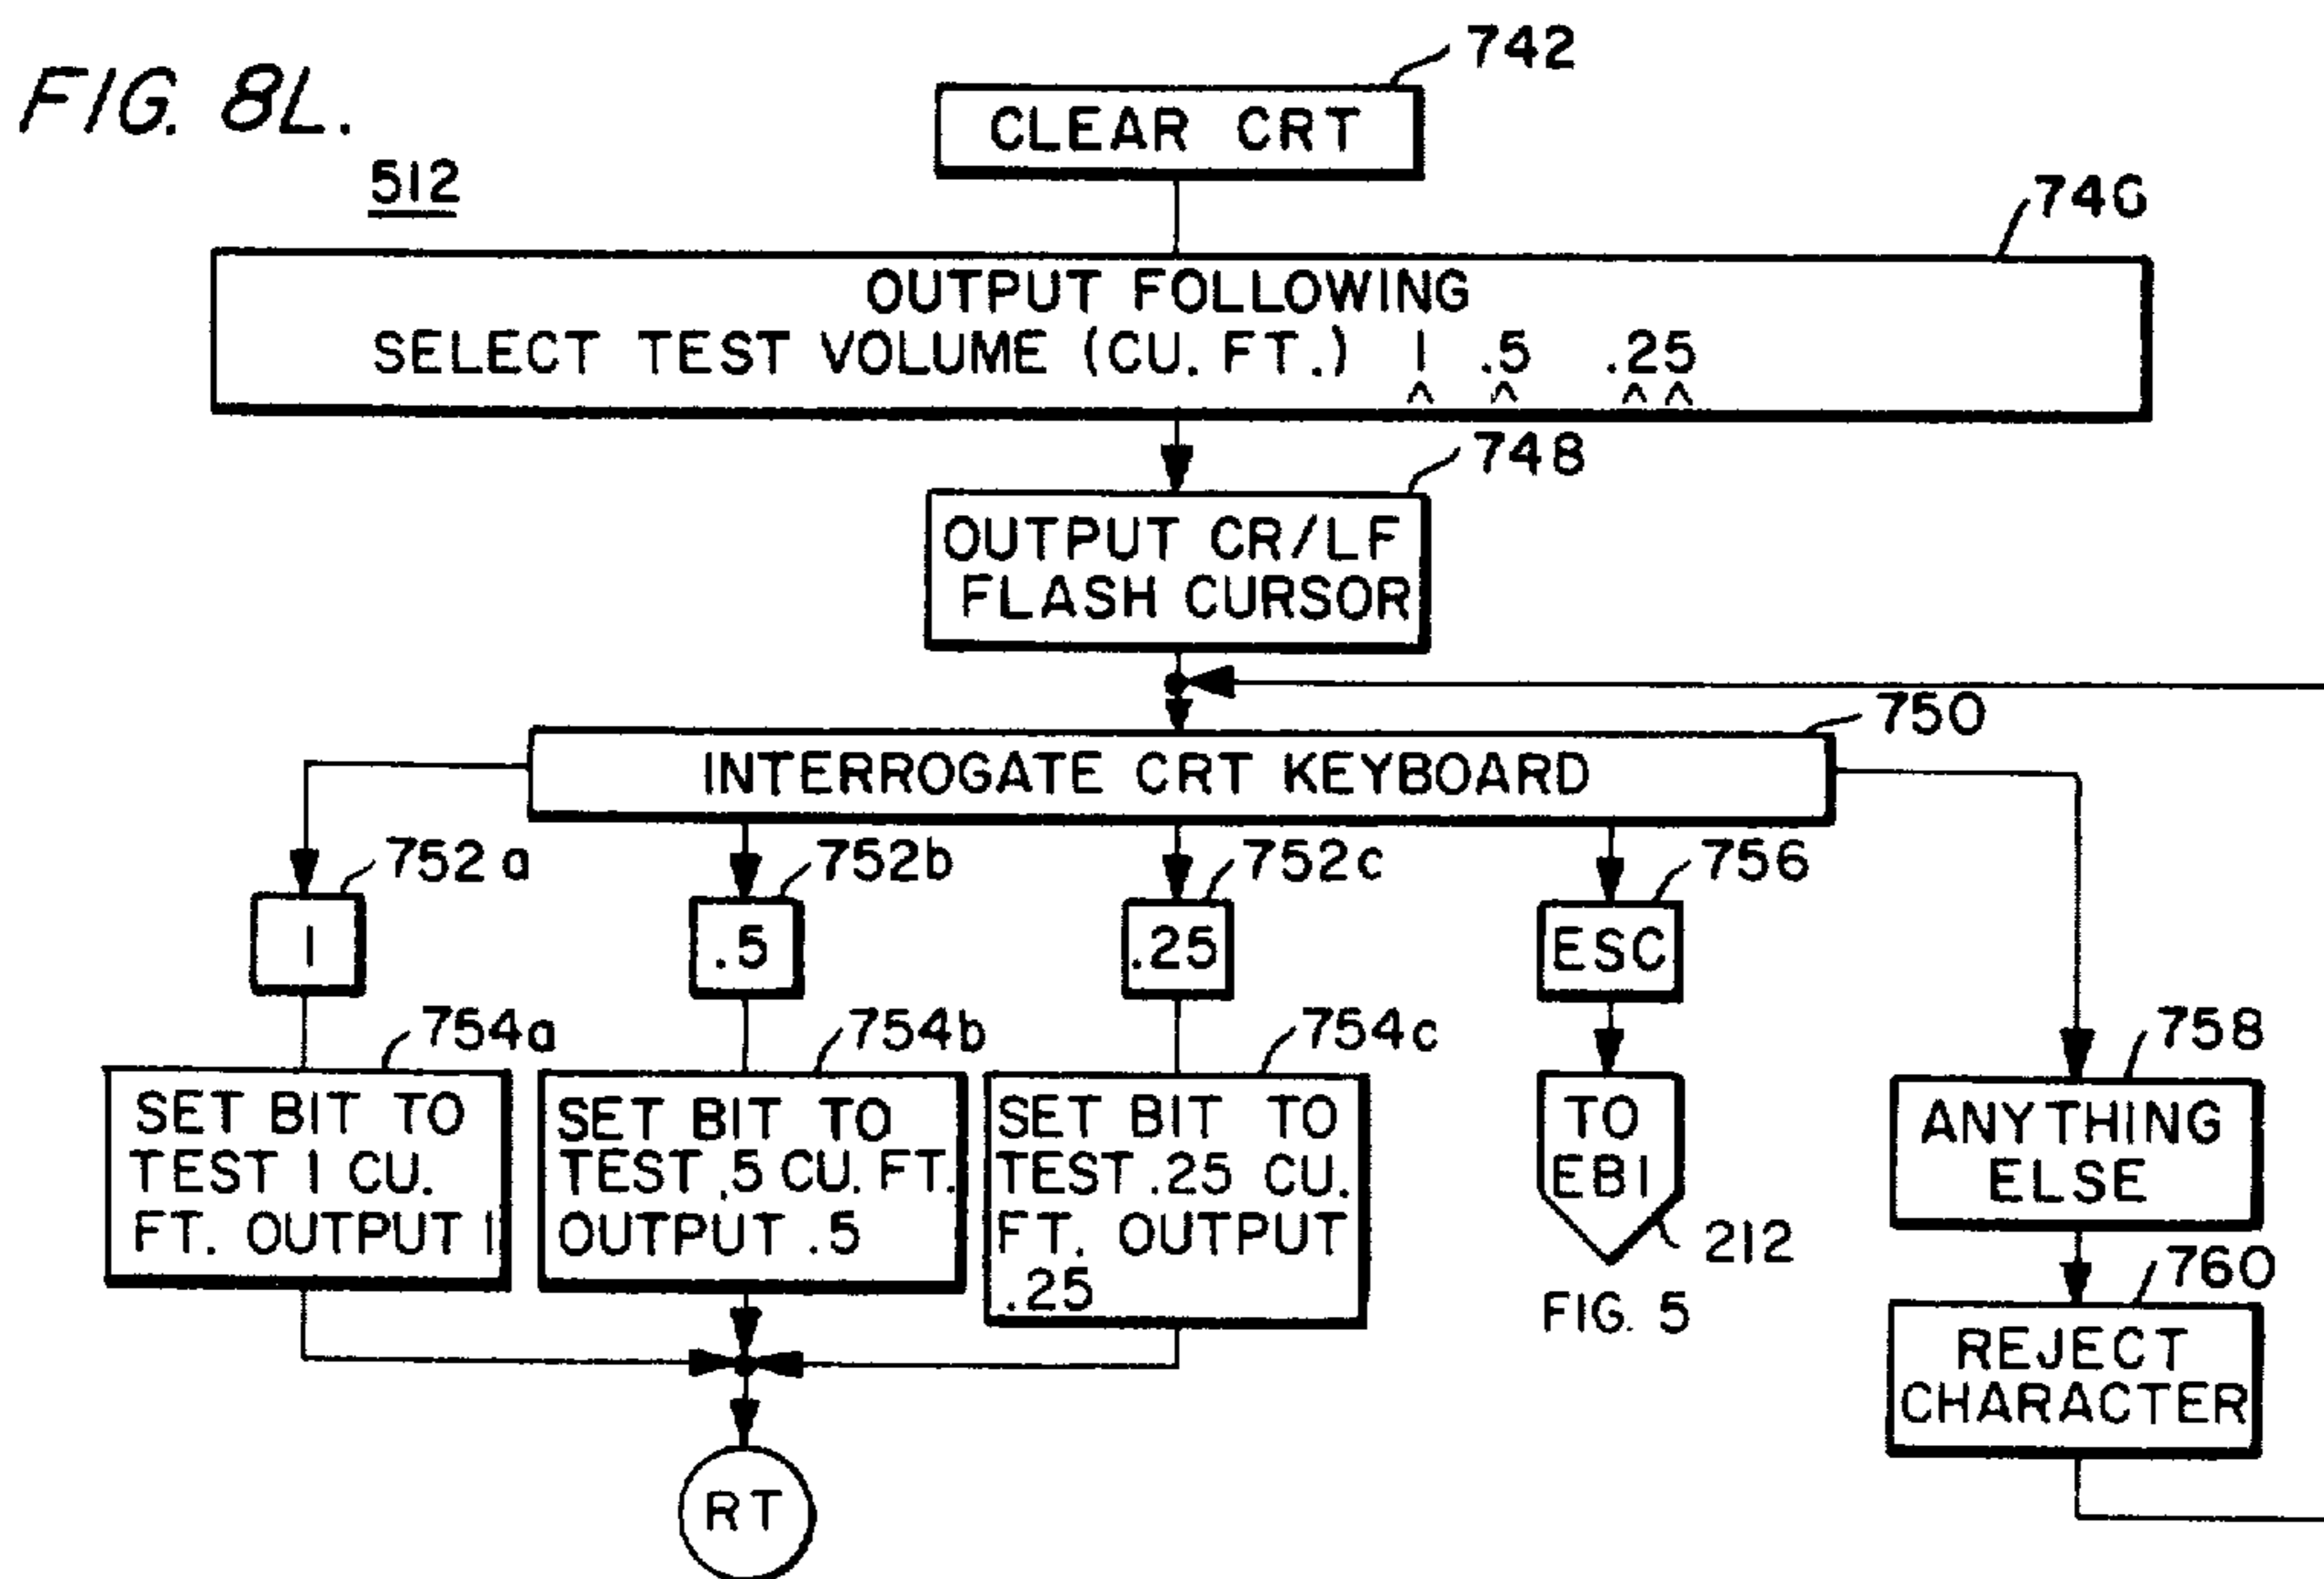 FIG. 8L.
512
742
CLEAR CRT
746
OUTPUT FOLLOWING
SELECT TEST VOLUME (CU. FT.) 1 .5 .25
^ ^ ^ ^
748
OUTPUT CR/LF
FLASH CURSOR
750
INTERROGATE CRT KEYBOARD
752a
1
752b
.5
752c
.25
756
ESC
754a
SET BIT TO
TEST 1 CU.
FT. OUTPUT 1
754b
SET BIT TO
TEST .5 CU. FT.
OUTPUT .5
754c
SET BIT TO
TEST .25 CU.
FT. OUTPUT
.25
TO
EB1
212
FIG. 5
758
ANYTHING
ELSE
760
REJECT
CHARACTER
RT